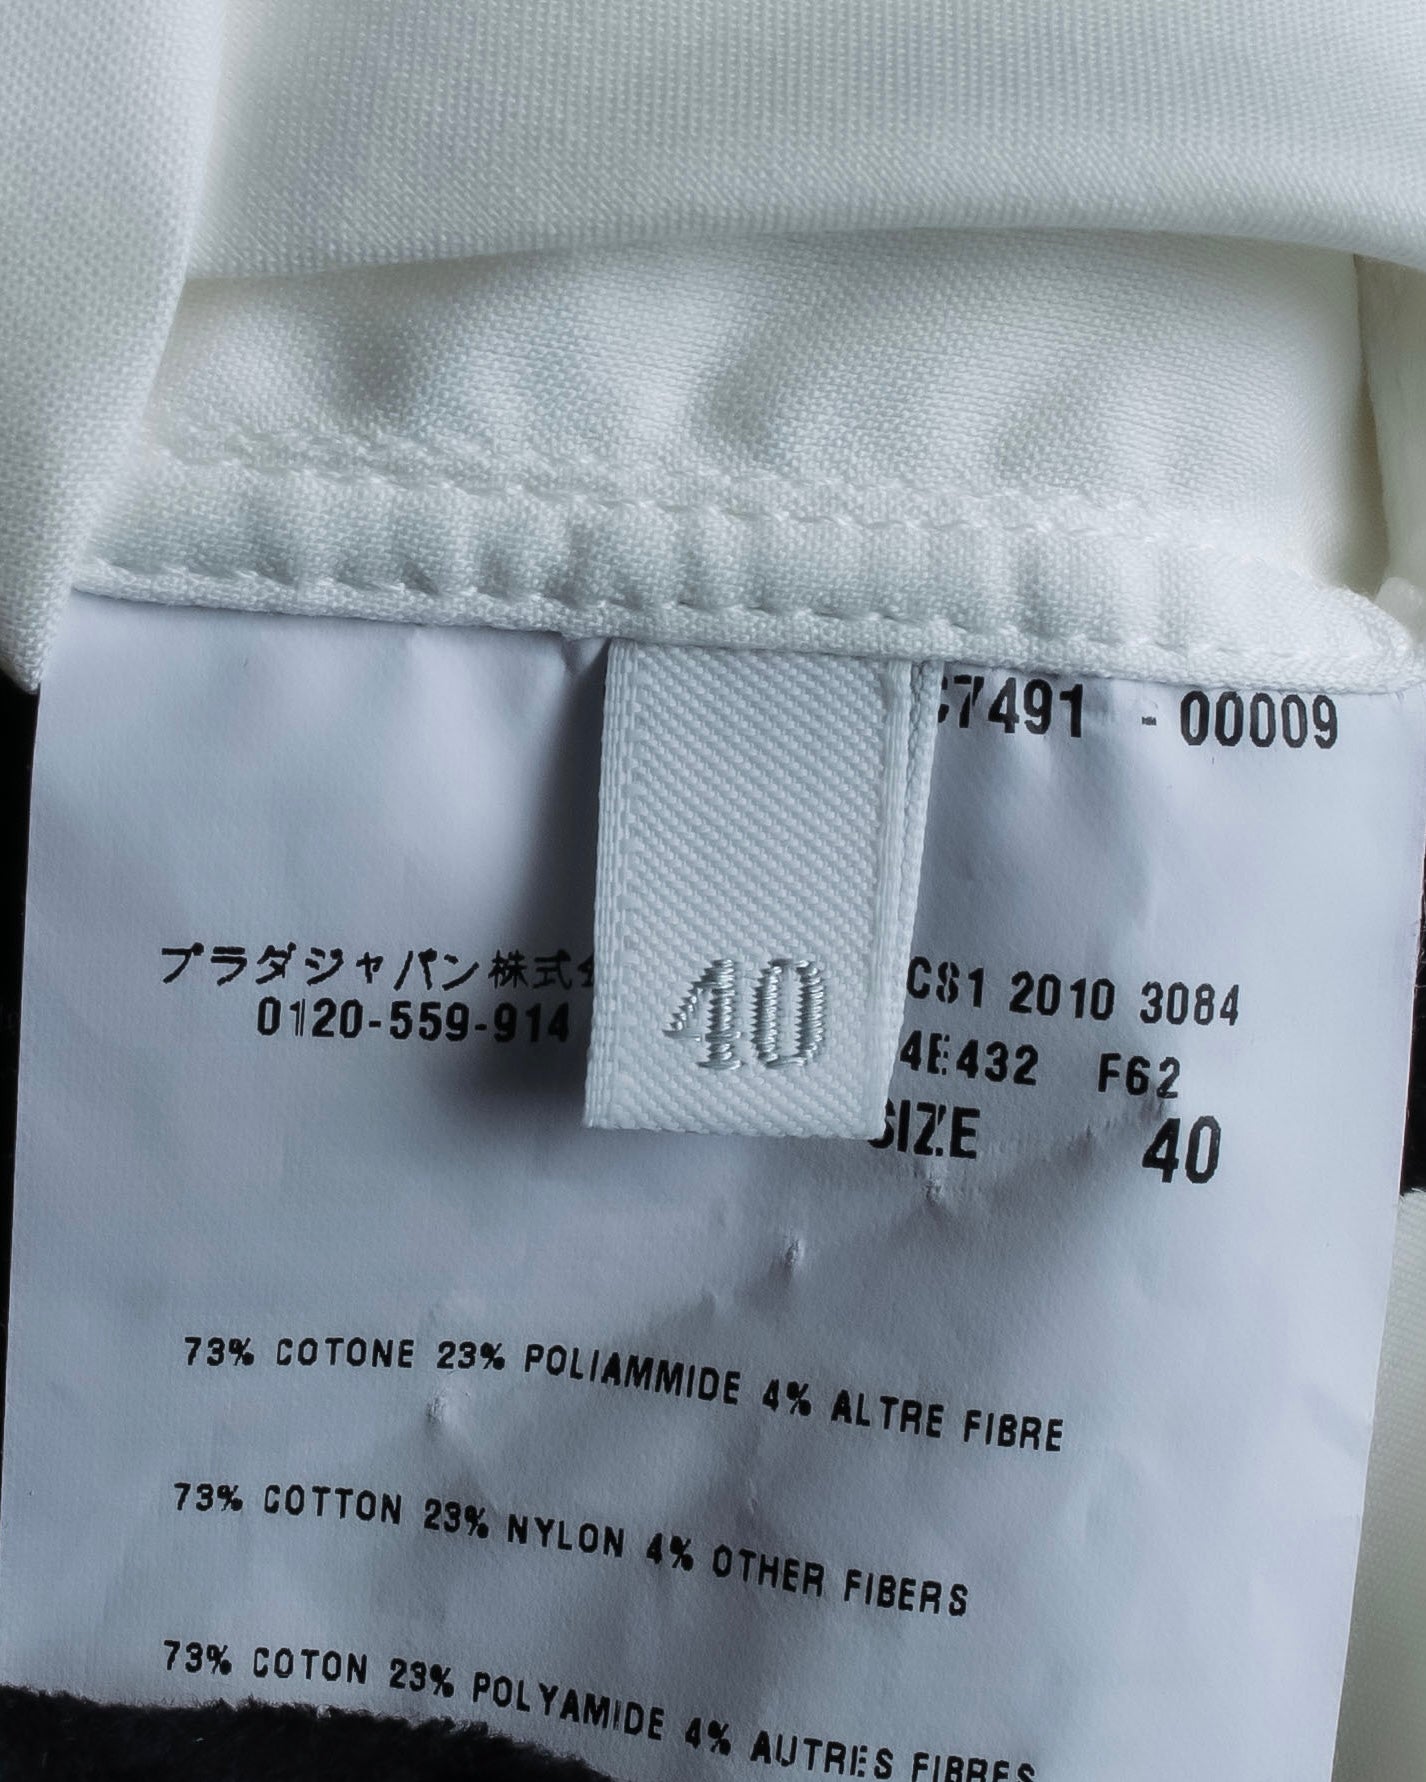 7491 - 00009
プラダジャパン株式
0120-559-914
CS1 2010 3084
4E432 F62
40
SIZE 40
73% COTONE 23% POLIAMMIDE 4% ALTRE FIBRE
73% COTTON 23% NYLON 4% OTHER FIBERS
73% COTON 23% POLYAMIDE 4% AUTRES FIBRES